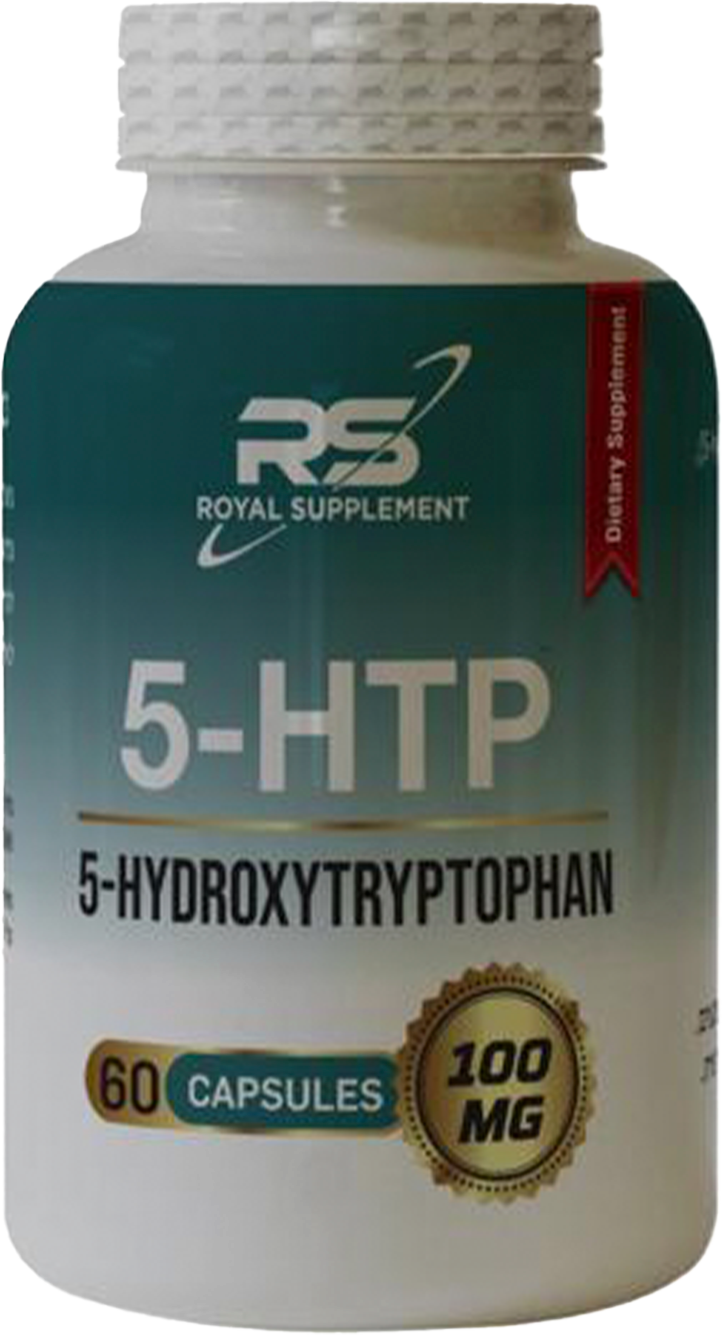 RS
ROYAL SUPPLEMENT
Dietary Supplement
5-HTP
5-HYDROXYTRYPTOPHAN
60 CAPSULES
100
MG